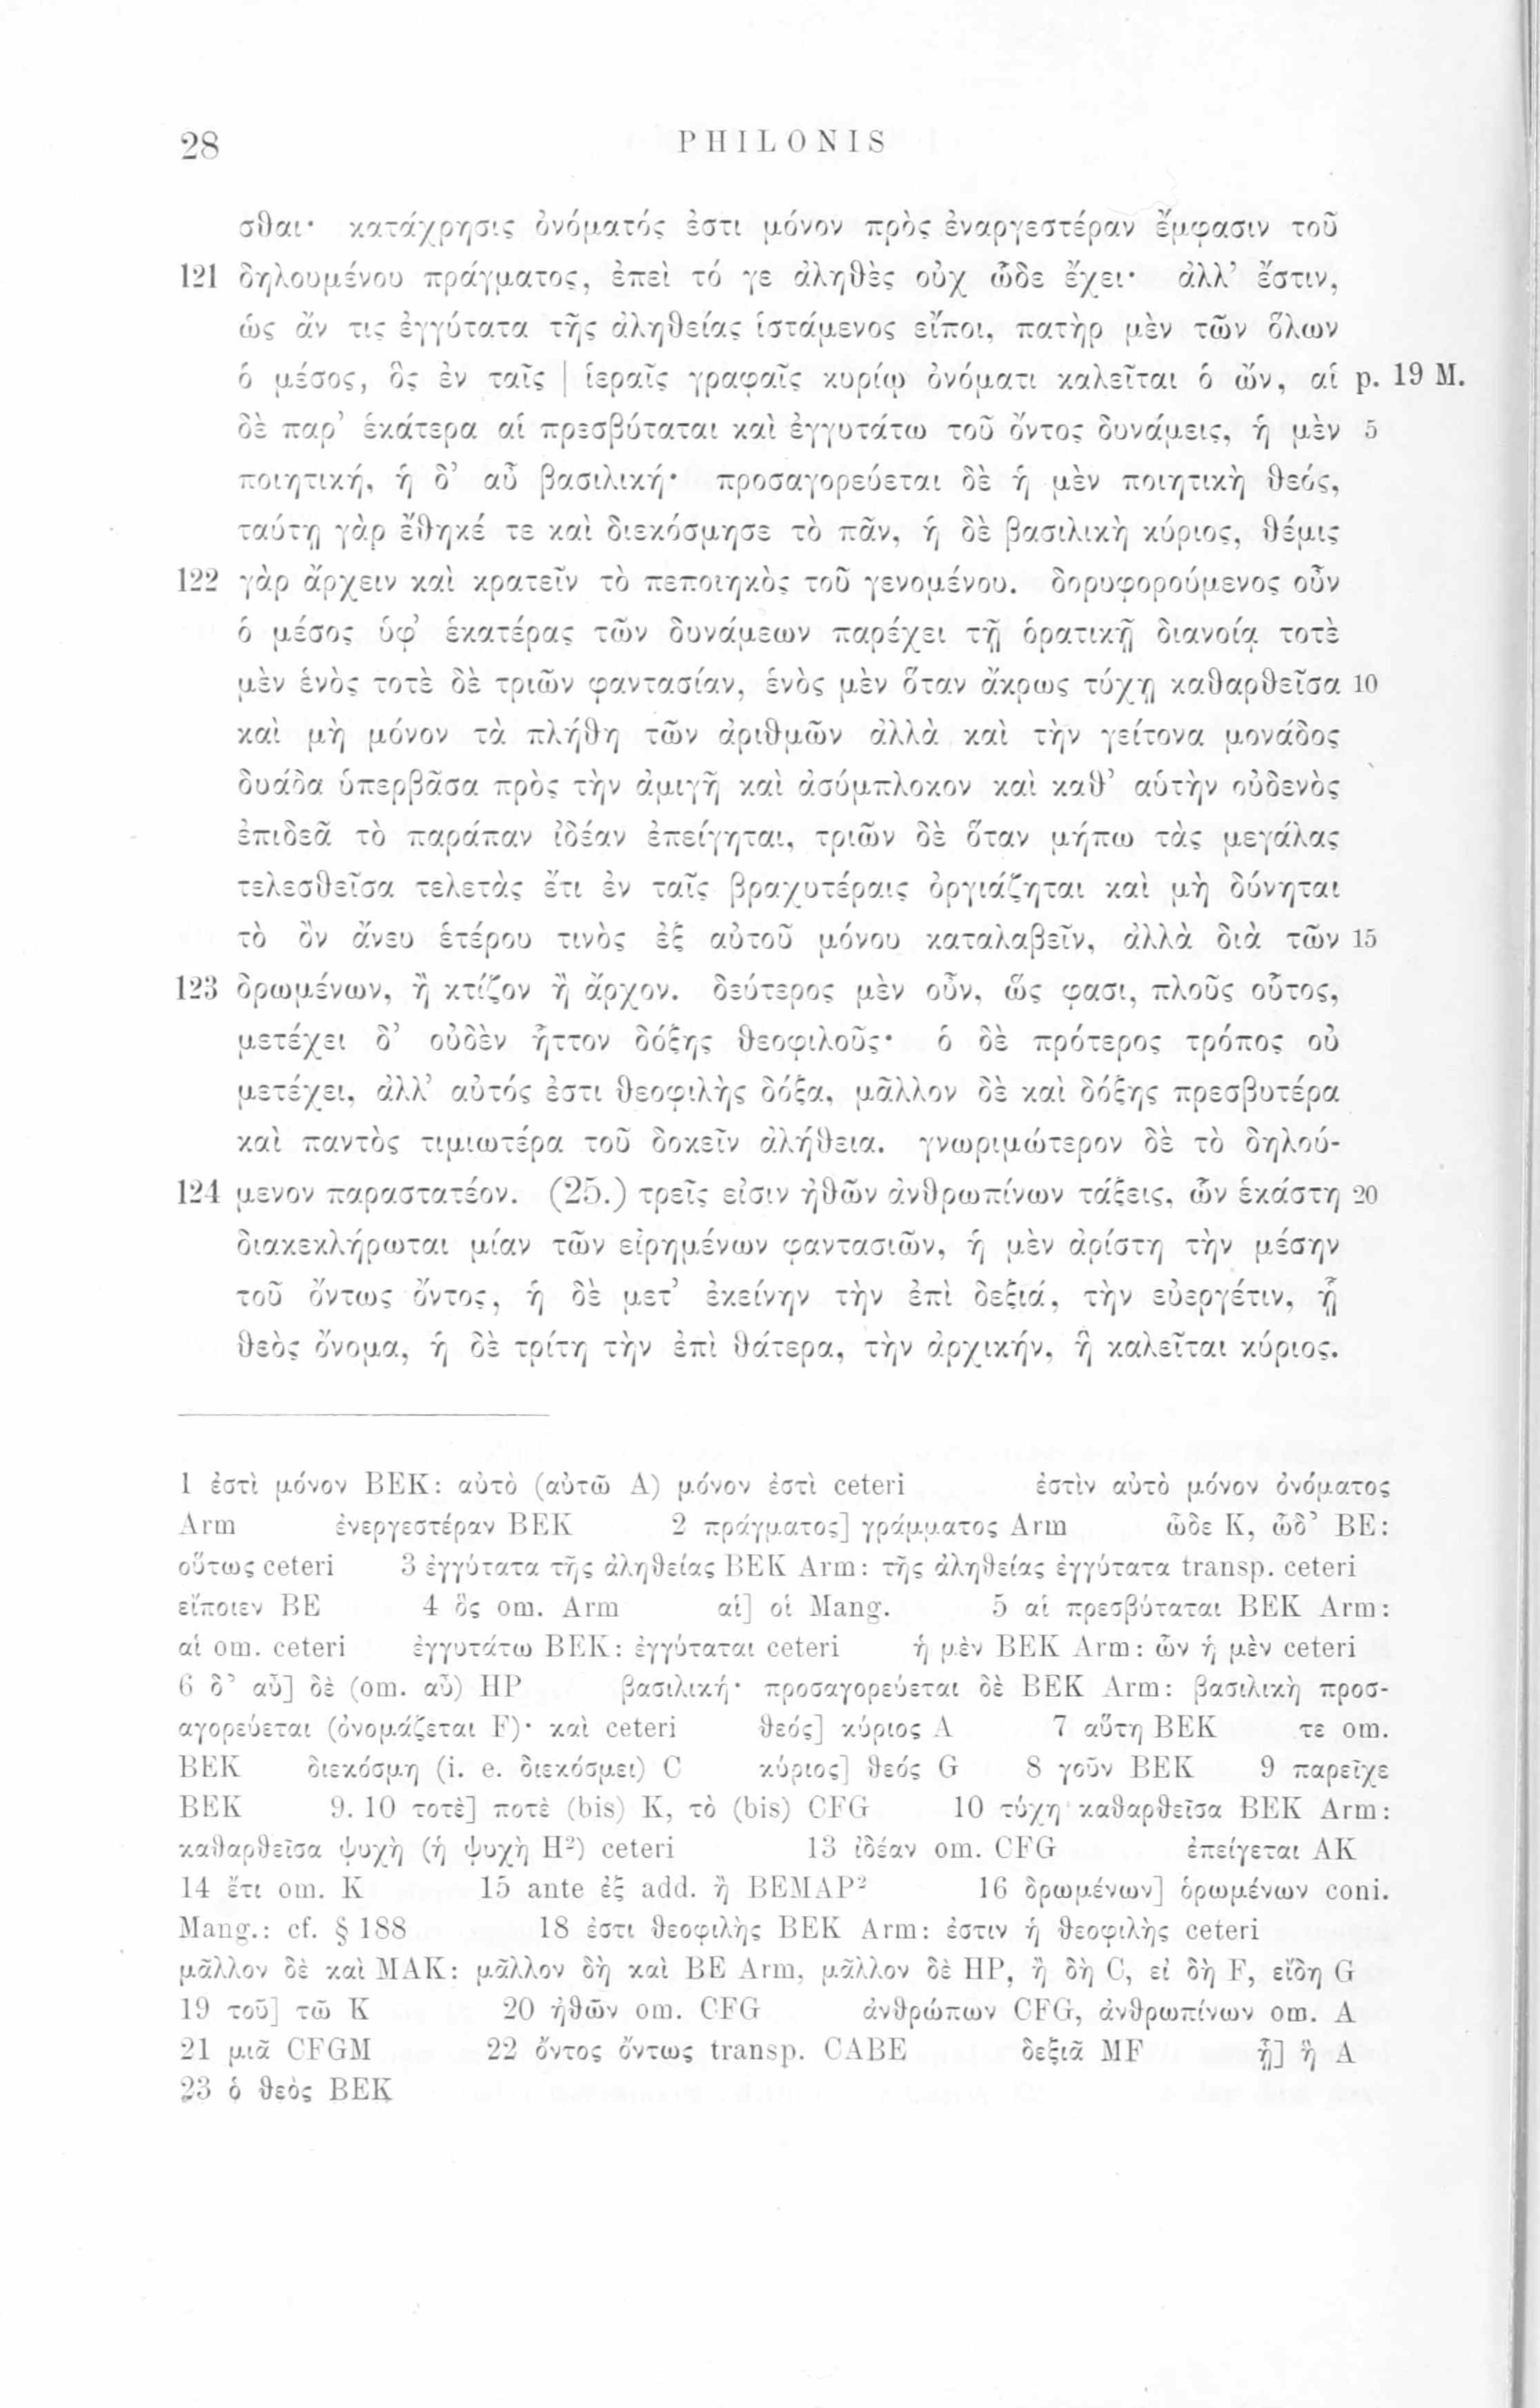 28 PHILONIS
σθαι· κατάχρησις ὀνόματός ἐστι μόνον πρὸς ἐναργεστέραν ἔμφασιν τοῦ
121 δηλουμένου πράγματος, ἐπεὶ τό γε ἀληθὲς οὐχ ὧδε ἔχει· ἀλλ’ ἔστιν,
ὡς ἄν τις ἐγγύτατα τῆς ἀληθείας ἱστάμενος εἴποι, πατὴρ μὲν τῶν ὅλων
ὁ μέσος, ὃς ἐν ταῖς | ἱεραῖς γραφαῖς κυρίῳ ὀνόματι καλεῖται ὁ ὤν, αἱ p. 19 M.
δὲ παρ’ ἑκάτερα αἱ πρεσβύταται καὶ ἐγγυτάτω τοῦ ὄντος δυνάμεις, ἡ μὲν 5
ποιητική, ἡ δ’ αὖ βασιλική· προσαγορεύεται δὲ ἡ μὲν ποιητικὴ θεός,
ταύτῃ γὰρ ἔθηκέ τε καὶ διεκόσμησε τὸ πᾶν, ἡ δὲ βασιλικὴ κύριος, θέμις
122 γὰρ ἄρχειν καὶ κρατεῖν τὸ πεποιηκὸς τοῦ γενομένου. δορυφορούμενος οὖν
ὁ μέσος ὑφ’ ἑκατέρας τῶν δυνάμεων παρέχει τῇ ὁρατικῇ διανοίᾳ τοτὲ
μὲν ἑνὸς τοτὲ δὲ τριῶν φαντασίαν, ἑνὸς μὲν ὅταν ἄκρως τύχῃ καθαρθεῖσα 10
καὶ μὴ μόνον τὰ πλήθη τῶν ἀριθμῶν ἀλλὰ καὶ τὴν γείτονα μονάδος
δυάδα ὑπερβᾶσα πρὸς τὴν ἀμιγῆ καὶ ἀσύμπλοκον καὶ καθ’ αὑτὴν οὐδενὸς
ἐπιδεᾶ τὸ παράπαν ἰδέαν ἐπείγηται, τριῶν δὲ ὅταν μήπω τὰς μεγάλας
τελεσθεῖσα τελετὰς ἔτι ἐν ταῖς βραχυτέραις ὀργιάζηται καὶ μὴ δύνηται
τὸ ὂν ἄνευ ἑτέρου τινὸς ἐξ αὐτοῦ μόνου καταλαβεῖν, ἀλλὰ διὰ τῶν 15
123 δρωμένων, ἢ κτίζον ἢ ἄρχον. δεύτερος μὲν οὖν, ὥς φασι, πλοῦς οὗτος,
μετέχει δ’ οὐδὲν ἧττον δόξης θεοφιλοῦς· ὁ δὲ πρότερος τρόπος οὐ
μετέχει, ἀλλ’ αὐτός ἐστι θεοφιλὴς δόξα, μᾶλλον δὲ καὶ δόξης πρεσβυτέρα
καὶ παντὸς τιμιωτέρα τοῦ δοκεῖν ἀλήθεια. γνωριμώτερον δὲ τὸ δηλού-
124 μενον παραστατέον. (25.) τρεῖς εἰσιν ἠθῶν ἀνθρωπίνων τάξεις, ὧν ἑκάστη 20
διακεκλήρωται μίαν τῶν εἰρημένων φαντασιῶν, ἡ μὲν ἀρίστη τὴν μέσην
τοῦ ὄντως ὄντος, ἡ δὲ μετ’ ἐκείνην τὴν ἐπὶ δεξιά, τὴν εὐεργέτιν, ᾗ
θεὸς ὄνομα, ἡ δὲ τρίτη τὴν ἐπὶ θάτερα, τὴν ἀρχικήν, ἣ καλεῖται κύριος.
1 ἐστὶ μόνον BEK: αὐτὸ (αὐτῶ A) μόνον ἐστὶ ceteri ἐστὶν αὐτὸ μόνον ὀνόματος
Arm ἐνεργεστέραν BEK 2 πράγματος] γράμματος Arm ὧδε K, ὧδ’ BE:
οὕτως ceteri 3 ἐγγύτατα τῆς ἀληθείας BEK Arm: τῆς ἀληθείας ἐγγύτατα transp. ceteri
εἴποιεν BE 4 ὃς om. Arm αἱ] οἱ Mang. 5 αἱ πρεσβύταται BEK Arm:
αἱ om. ceteri ἐγγυτάτω BEK: ἐγγύταται ceteri ἡ μὲν BEK Arm: ὧν ἡ μὲν ceteri
6 δ’ αὖ] δὲ (om. αὖ) HP βασιλική· προσαγορεύεται δὲ BEK Arm: βασιλικὴ προσ-
αγορεύεται (ὀνομάζεται F)· καὶ ceteri θεός] κύριος A 7 αὕτη BEK τε om.
BEK διεκόσμη (i. e. διεκόσμει) C κύριος] θεός G 8 γοῦν BEK 9 παρεῖχε
BEK 9. 10 τοτὲ] ποτὲ (bis) K, τὸ (bis) CFG 10 τύχῃ καθαρθεῖσα BEK Arm:
καθαρθεῖσα ψυχὴ (ἡ ψυχὴ H²) ceteri 13 ἰδέαν om. CFG ἐπείγεται AK
14 ἔτι om. K 15 ante ἐξ add. ἢ BEMAP² 16 δρωμένων] ὁρωμένων coni.
Mang.: cf. § 188 18 ἐστι θεοφιλὴς BEK Arm: ἐστιν ἡ θεοφιλὴς ceteri
μᾶλλον δὲ καὶ MAK: μᾶλλον δὴ καὶ BE Arm, μᾶλλον δὲ HP, ἢ δὴ C, εἰ δὴ F, εἴδη G
19 τοῦ] τῶ K 20 ἠθῶν om. CFG ἀνθρώπων CFG, ἀνθρωπίνων om. A
21 μιᾶ CFGM 22 ὄντος ὄντως transp. CABE δεξιᾶ MF ᾗ] ἢ A
23 ὁ θεὸς BEK